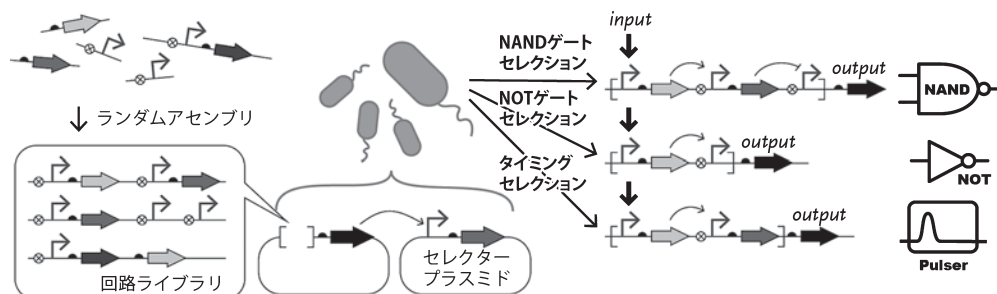 ランダムアセンブリ
回路ライブラリ
セレクター
プラスミド
NANDゲート
セレクション
NOTゲート
セレクション
タイミング
セレクション
input
output
NAND
output
NOT
output
Pulser